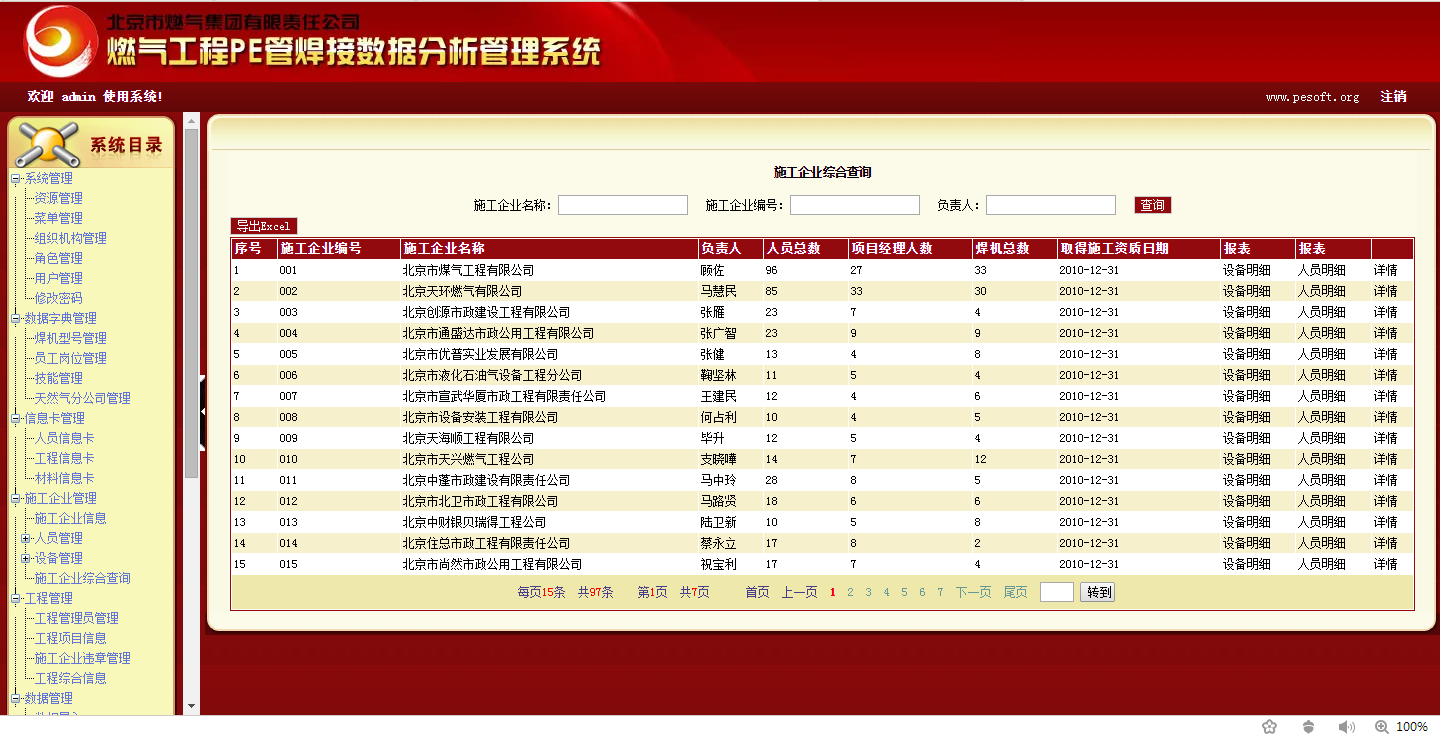 北京市燃气集团有限责任公司
燃气工程PE管焊接数据分析管理系统
欢迎 admin 使用系统! www.pesoft.org 注销
系统目录
系统管理
资源管理
菜单管理
组织机构管理
角色管理
用户管理
修改密码
数据字典管理
焊机型号管理
员工岗位管理
技能管理
天然气分公司管理
信息卡管理
人员信息卡
工程信息卡
材料信息卡
施工企业管理
施工企业信息
人员管理
设备管理
施工企业综合查询
工程管理
工程管理员管理
工程项目信息
施工企业违章管理
工程综合信息
数据管理
施工企业综合查询
施工企业名称: 施工企业编号: 负责人: 查询
导出Excel
序号 施工企业编号 施工企业名称 负责人 人员总数 项目经理人数 焊机总数 取得施工资质日期 报表 报表
1 001 北京市煤气工程有限公司 顾佐 96 27 33 2010-12-31 设备明细 人员明细 详情
2 002 北京天环燃气有限公司 马慧民 85 33 30 2010-12-31 设备明细 人员明细 详情
3 003 北京创源市政建设工程有限公司 张雁 23 7 4 2010-12-31 设备明细 人员明细 详情
4 004 北京市通盛达市政公用工程有限公司 张广智 23 9 9 2010-12-31 设备明细 人员明细 详情
5 005 北京市优普实业发展有限公司 张健 13 4 8 2010-12-31 设备明细 人员明细 详情
6 006 北京市液化石油气设备工程分公司 鞠坚林 11 5 4 2010-12-31 设备明细 人员明细 详情
7 007 北京市宣武华厦市政工程有限责任公司 王建民 12 4 6 2010-12-31 设备明细 人员明细 详情
8 008 北京市设备安装工程有限公司 何占利 10 4 5 2010-12-31 设备明细 人员明细 详情
9 009 北京天海顺工程有限公司 毕升 12 5 4 2010-12-31 设备明细 人员明细 详情
10 010 北京市天兴燃气工程公司 支晓晔 14 7 12 2010-12-31 设备明细 人员明细 详情
11 011 北京中蓬市政建设有限责任公司 马中玲 28 8 5 2010-12-31 设备明细 人员明细 详情
12 012 北京市北卫市政工程有限公司 马路贤 18 6 6 2010-12-31 设备明细 人员明细 详情
13 013 北京中财银贝瑞得工程公司 陆卫新 10 5 8 2010-12-31 设备明细 人员明细 详情
14 014 北京住总市政工程有限责任公司 蔡永立 17 8 2 2010-12-31 设备明细 人员明细 详情
15 015 北京市尚然市政公用工程有限公司 祝宝利 17 7 4 2010-12-31 设备明细 人员明细 详情
每页15条 共97条 第1页 共7页 首页 上一页 1 2 3 4 5 6 7 下一页 尾页 转到
100%